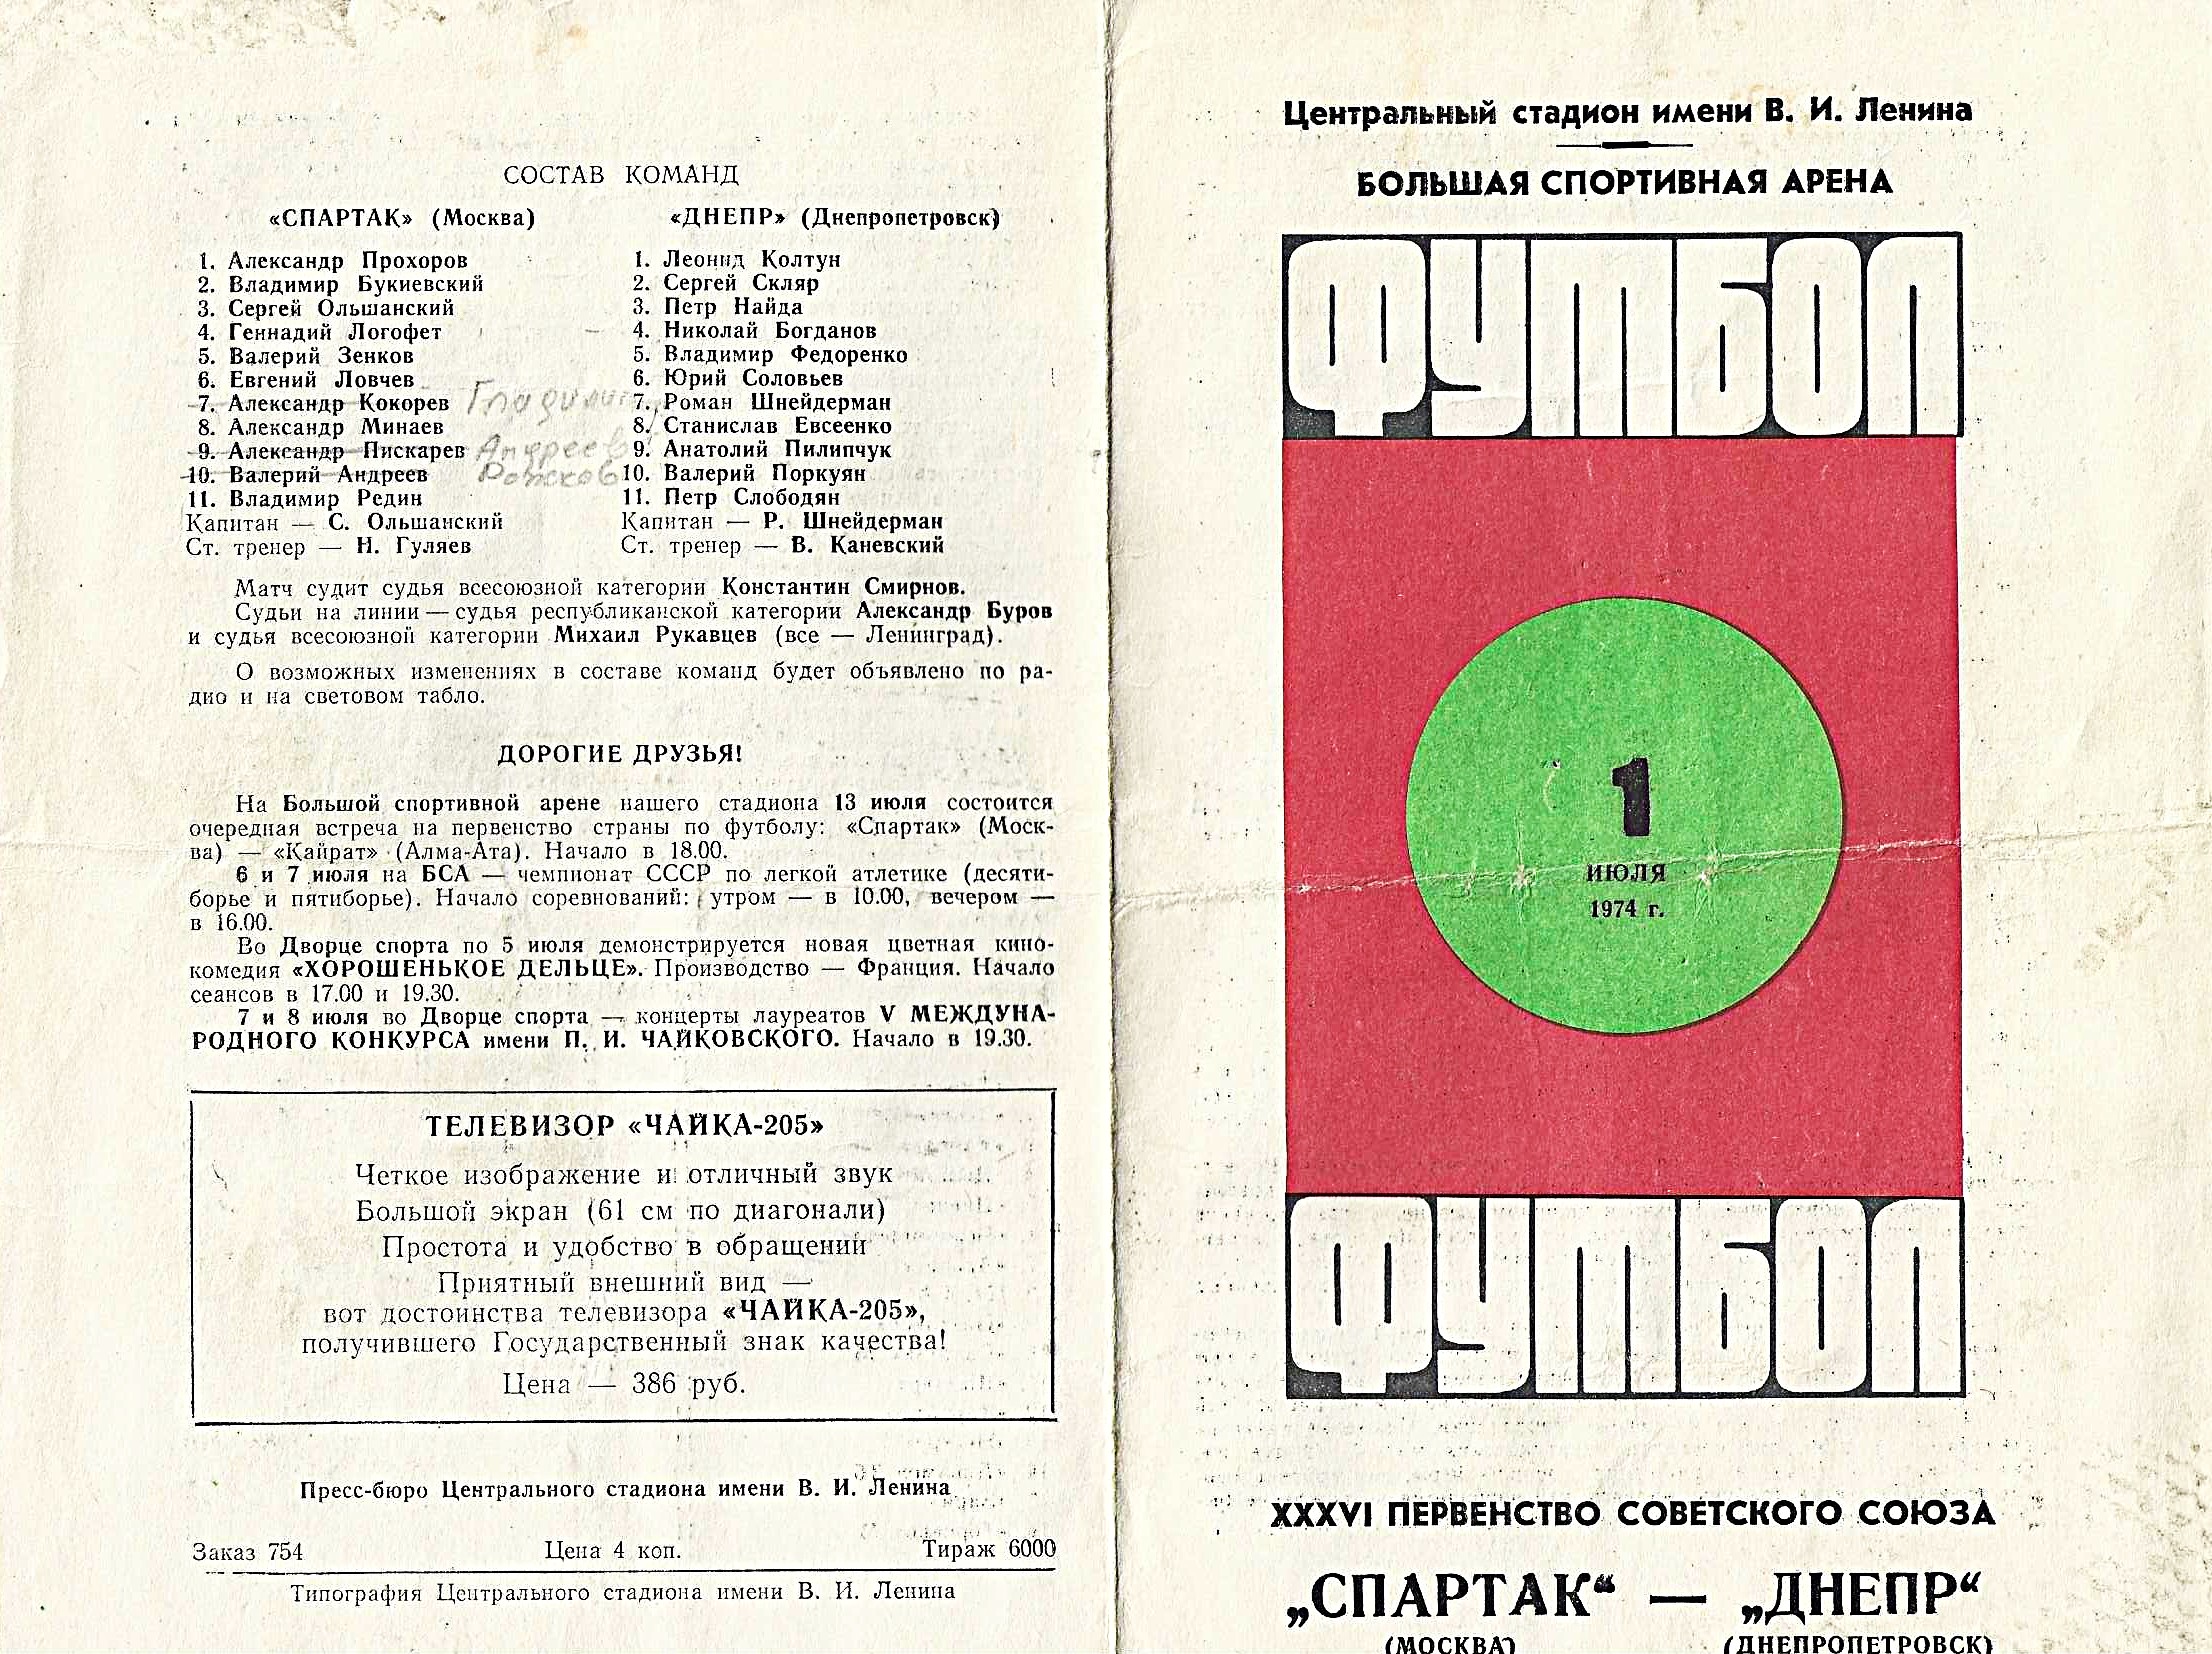 СОСТАВ КОМАНД
«СПАРТАК» (Москва)
1. Александр Прохоров
2. Владимир Букиевский
3. Сергей Ольшанский
4. Геннадий Логофет
5. Валерий Зенков
6. Евгений Ловчев
7. Александр Кокорев Гладилин
8. Александр Минаев
9. Александр Пискарев Андреев
10. Валерий Андреев Рожков
11. Владимир Редин
Капитан — С. Ольшанский
Ст. тренер — Н. Гуляев
«ДНЕПР» (Днепропетровск)
1. Леонид Колтун
2. Сергей Скляр
3. Петр Найда
4. Николай Богданов
5. Владимир Федоренко
6. Юрий Соловьев
7. Роман Шнейдерман
8. Станислав Евсеенко
9. Анатолий Пилипчук
10. Валерий Поркуян
11. Петр Слободян
Капитан — Р. Шнейдерман
Ст. тренер — В. Каневский
Матч судит судья всесоюзной категории Константин Смирнов.
Судьи на линии — судья республиканской категории Александр Буров
и судья всесоюзной категории Михаил Рукавцев (все — Ленинград).
О возможных изменениях в составе команд будет объявлено по ра-
дио и на световом табло.
ДОРОГИЕ ДРУЗЬЯ!
На Большой спортивной арене нашего стадиона 13 июля состоится
очередная встреча на первенство страны по футболу: «Спартак» (Моск-
ва) — «Кайрат» (Алма-Ата). Начало в 18.00.
6 и 7 июля на БСА — чемпионат СССР по легкой атлетике (десяти-
борье и пятиборье). Начало соревнований: утром — в 10.00, вечером —
в 16.00.
Во Дворце спорта по 5 июля демонстрируется новая цветная кино-
комедия «ХОРОШЕНЬКОЕ ДЕЛЬЦЕ». Производство — Франция. Начало
сеансов в 17.00 и 19.30.
7 и 8 июля во Дворце спорта — концерты лауреатов V МЕЖДУНА-
РОДНОГО КОНКУРСА имени П. И. ЧАЙКОВСКОГО. Начало в 19.30.
ТЕЛЕВИЗОР «ЧАЙКА-205»
Четкое изображение и отличный звук
Большой экран (61 см по диагонали)
Простота и удобство в обращении
Приятный внешний вид —
вот достоинства телевизора «ЧАЙКА-205»,
получившего Государственный знак качества!
Цена — 386 руб.
Пресс-бюро Центрального стадиона имени В. И. Ленина
Заказ 754 Цена 4 коп. Тираж 6000
Типография Центрального стадиона имени В. И. Ленина
Центральный стадион имени В. И. Ленина
БОЛЬШАЯ СПОРТИВНАЯ АРЕНА
ФУТБОЛ
1
ИЮЛЯ
1974 г.
ФУТБОЛ
XXXVI ПЕРВЕНСТВО СОВЕТСКОГО СОЮЗА
„СПАРТАК“ — „ДНЕПР“
(МОСКВА) (ДНЕПРОПЕТРОВСК)